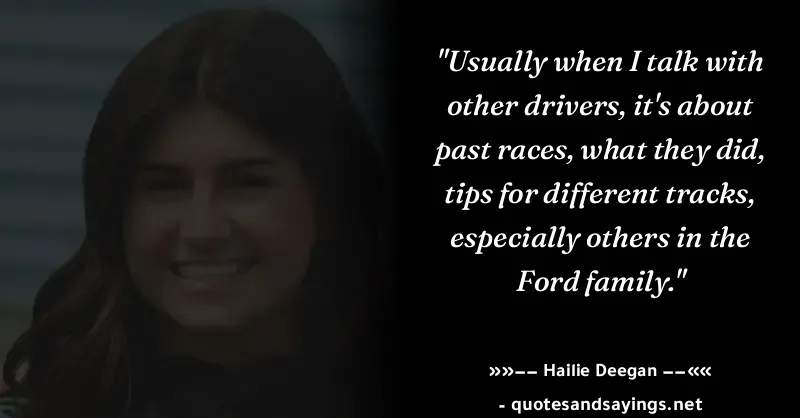 "Usually when I talk with
other drivers, it's about
past races, what they did,
tips for different tracks,
especially others in the
Ford family."
»»−− Hailie Deegan −−««
- quotesandsayings.net